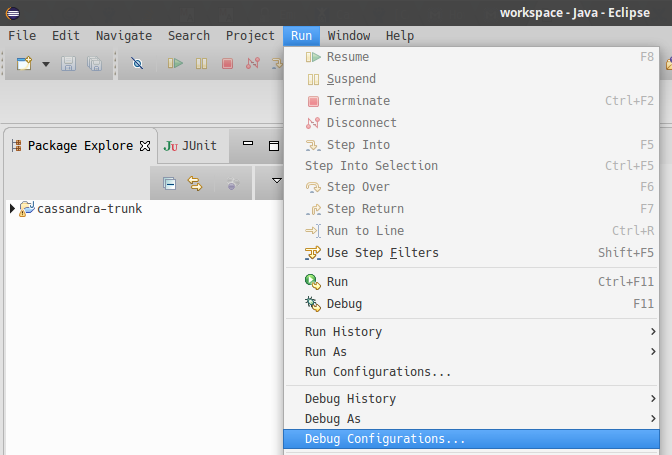 workspace - Java - Eclipse
File Edit Navigate Search Project Run Window Help
Resume F8
Suspend
Terminate Ctrl+F2
Disconnect
Step Into F5
Step Into Selection Ctrl+F5
Step Over F6
Step Return F7
Run to Line Ctrl+R
Use Step Filters Shift+F5
Run Ctrl+F11
Debug F11
Run History
Run As
Run Configurations...
Debug History
Debug As
Debug Configurations...
Package Explore JU JUnit
cassandra-trunk